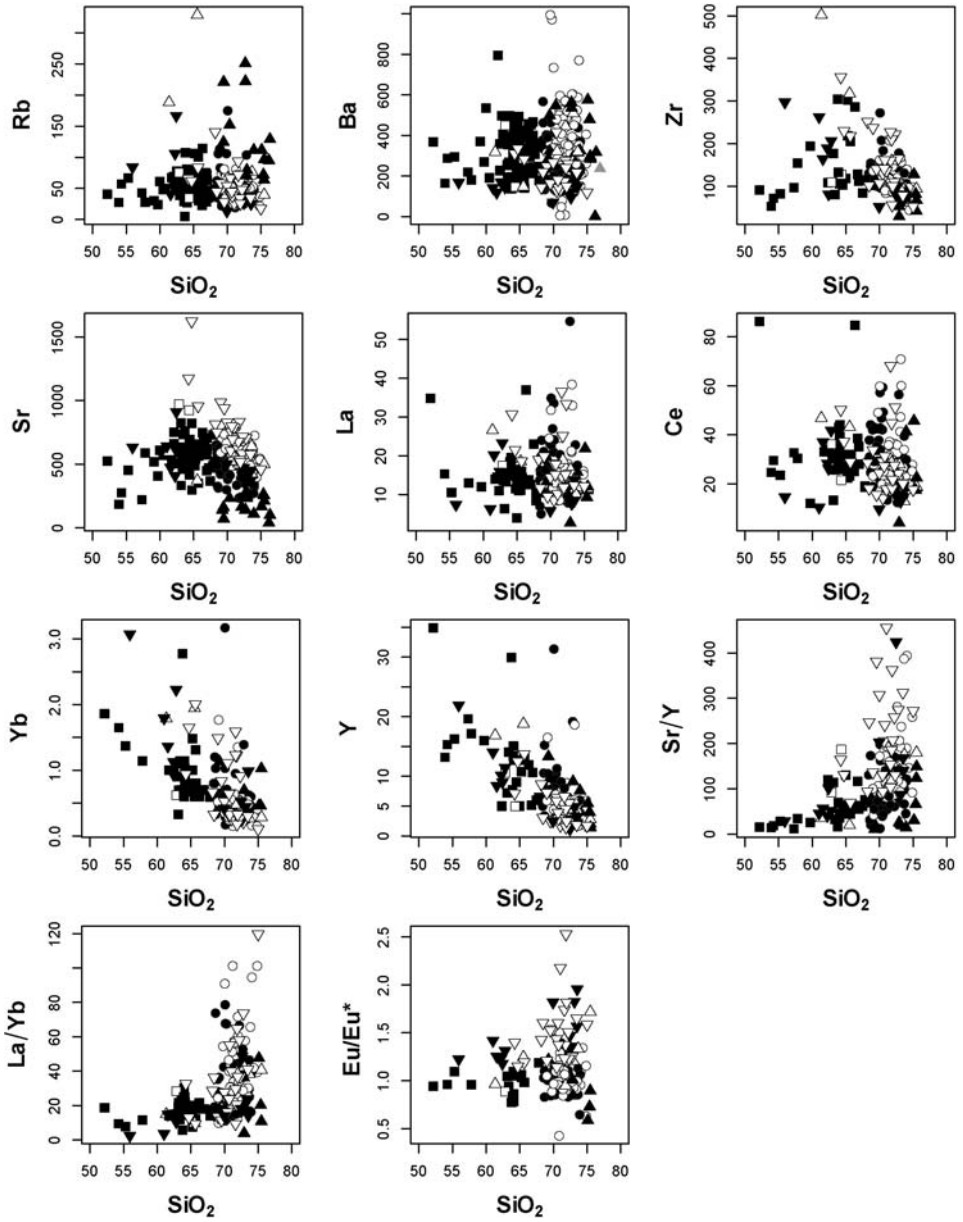 Rb
0 50 150 250
50 55 60 65 70 75 80
SiO2
Ba
0 200 400 600 800
50 55 60 65 70 75 80
SiO2
Zr
100 200 300 400 500
50 55 60 65 70 75 80
SiO2
Sr
0 500 1000 1500
50 55 60 65 70 75 80
SiO2
La
10 20 30 40 50
50 55 60 65 70 75 80
SiO2
Ce
20 40 60 80
50 55 60 65 70 75 80
SiO2
Yb
0.0 1.0 2.0 3.0
50 55 60 65 70 75 80
SiO2
Y
0 5 10 20 30
50 55 60 65 70 75 80
SiO2
Sr/Y
0 100 200 300 400
50 55 60 65 70 75 80
SiO2
La/Yb
0 20 40 60 80 120
50 55 60 65 70 75 80
SiO2
Eu/Eu*
0.5 1.0 1.5 2.0 2.5
50 55 60 65 70 75 80
SiO2